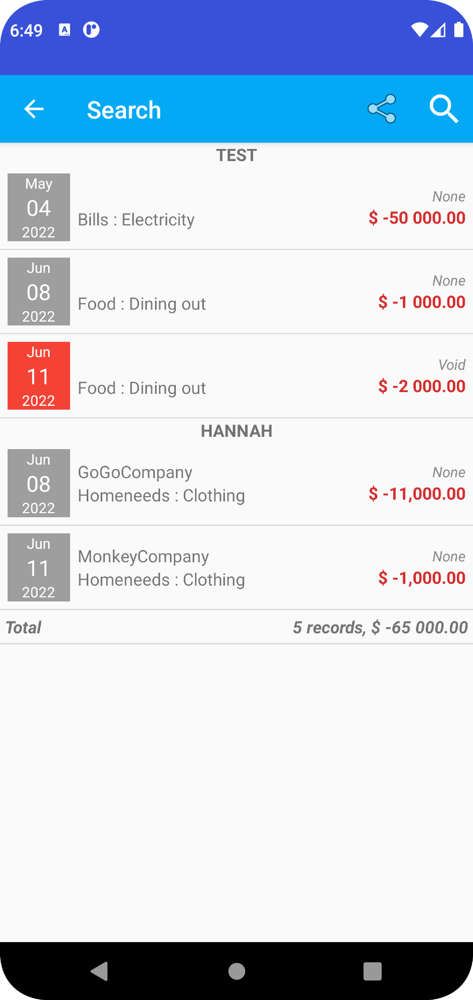 6:49
Search
TEST
May
04
2022
Bills : Electricity
None
$ -50 000.00
Jun
08
2022
Food : Dining out
None
$ -1 000.00
Jun
11
2022
Food : Dining out
Void
$ -2 000.00
HANNAH
Jun
08
2022
GoGoCompany
Homeneeds : Clothing
None
$ -11,000.00
Jun
11
2022
MonkeyCompany
Homeneeds : Clothing
None
$ -1,000.00
Total
5 records, $ -65 000.00